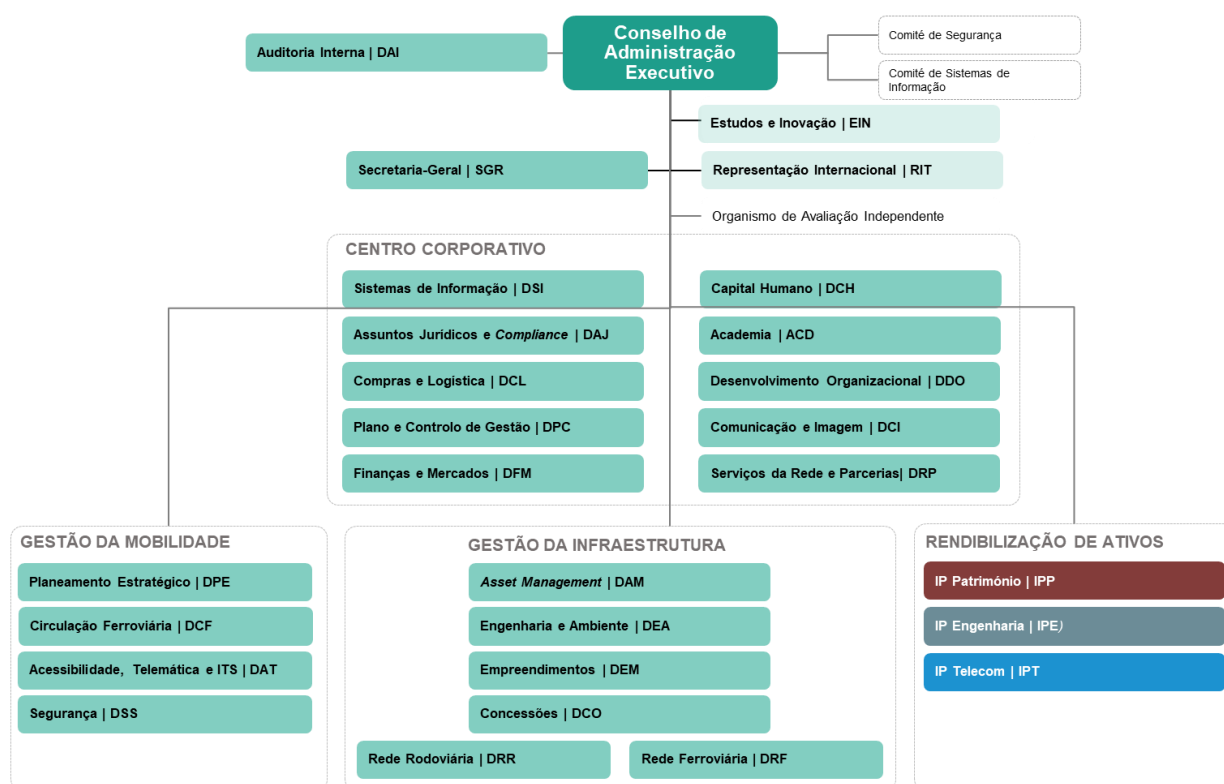 Conselho de
Administração
Executivo
Auditoria Interna | DAI
Comité de Segurança
Comité de Sistemas de
Informação
Estudos e Inovação | EIN
Secretaria-Geral | SGR
Representação Internacional | RIT
Organismo de Avaliação Independente
CENTRO CORPORATIVO
Sistemas de Informação | DSI
Capital Humano | DCH
Assuntos Jurídicos e Compliance | DAJ
Academia | ACD
Compras e Logística | DCL
Desenvolvimento Organizacional | DDO
Plano e Controlo de Gestão | DPC
Comunicação e Imagem | DCI
Finanças e Mercados | DFM
Serviços da Rede e Parcerias| DRP
GESTÃO DA MOBILIDADE
Planeamento Estratégico | DPE
Circulação Ferroviária | DCF
Acessibilidade, Telemática e ITS | DAT
Segurança | DSS
GESTÃO DA INFRAESTRUTURA
Asset Management | DAM
Engenharia e Ambiente | DEA
Empreendimentos | DEM
Concessões | DCO
Rede Rodoviária | DRR
Rede Ferroviária | DRF
RENDIBILIZAÇÃO DE ATIVOS
IP Património | IPP
IP Engenharia | IPE)
IP Telecom | IPT